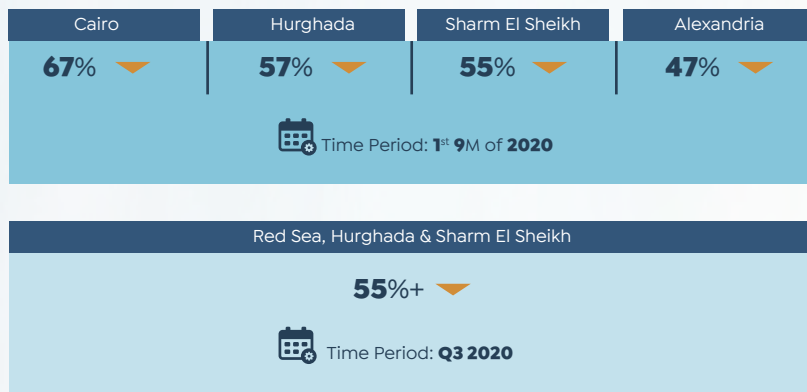 Cairo Hurghada Sharm El Sheikh Alexandria
67% 57% 55% 47%
Time Period: 1st 9M of 2020
Red Sea, Hurghada & Sharm El Sheikh
55%+
Time Period: Q3 2020